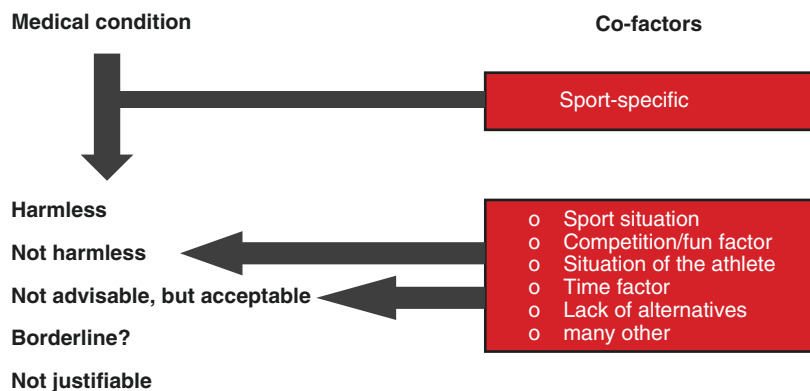 Medical condition
Co-factors
Sport-specific
Harmless
Not harmless
Not advisable, but acceptable
Borderline?
Not justifiable
o Sport situation
o Competition/fun factor
o Situation of the athlete
o Time factor
o Lack of alternatives
o many other